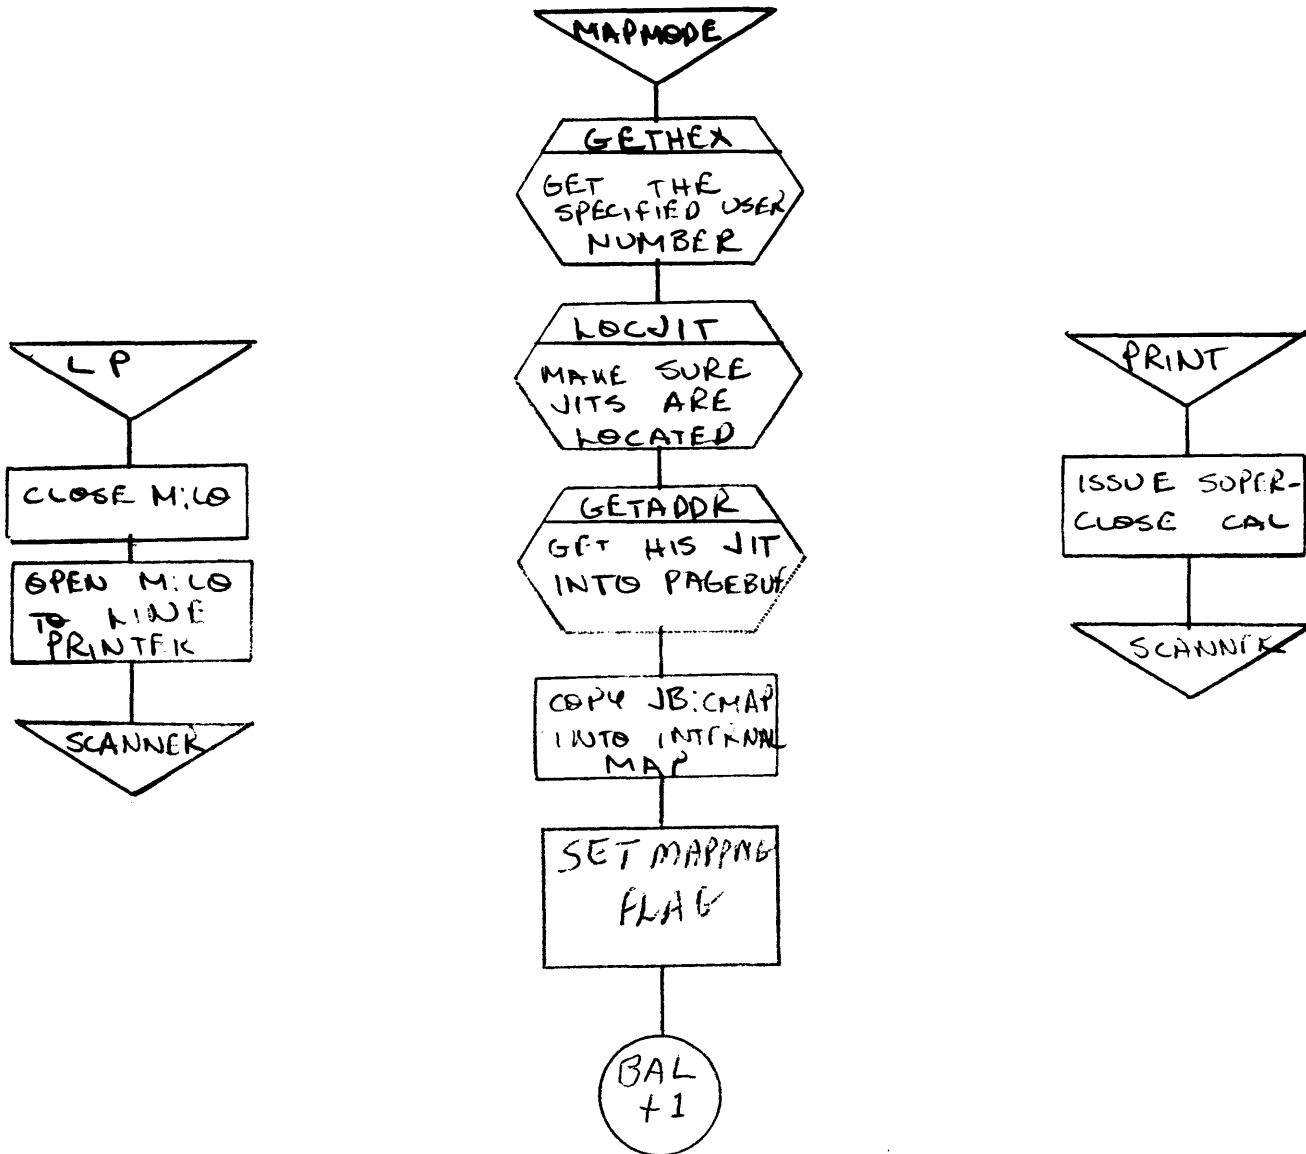 LP
CLOSE M:LO
OPEN M:LO
TO LINE
PRINTER
SCANNER
MAPMODE
GETHEX
GET THE
SPECIFIED USER
NUMBER
LOCJIT
MAKE SURE
JITS ARE
LOCATED
GETADDR
GET HIS JIT
INTO PAGEBUF
COPY JB:CMAP
INTO INTERNAL
MAP
SET MAPPING
FLAG
BAL
+1
PRINT
ISSUE SUPER-
CLOSE CAL
SCANNER